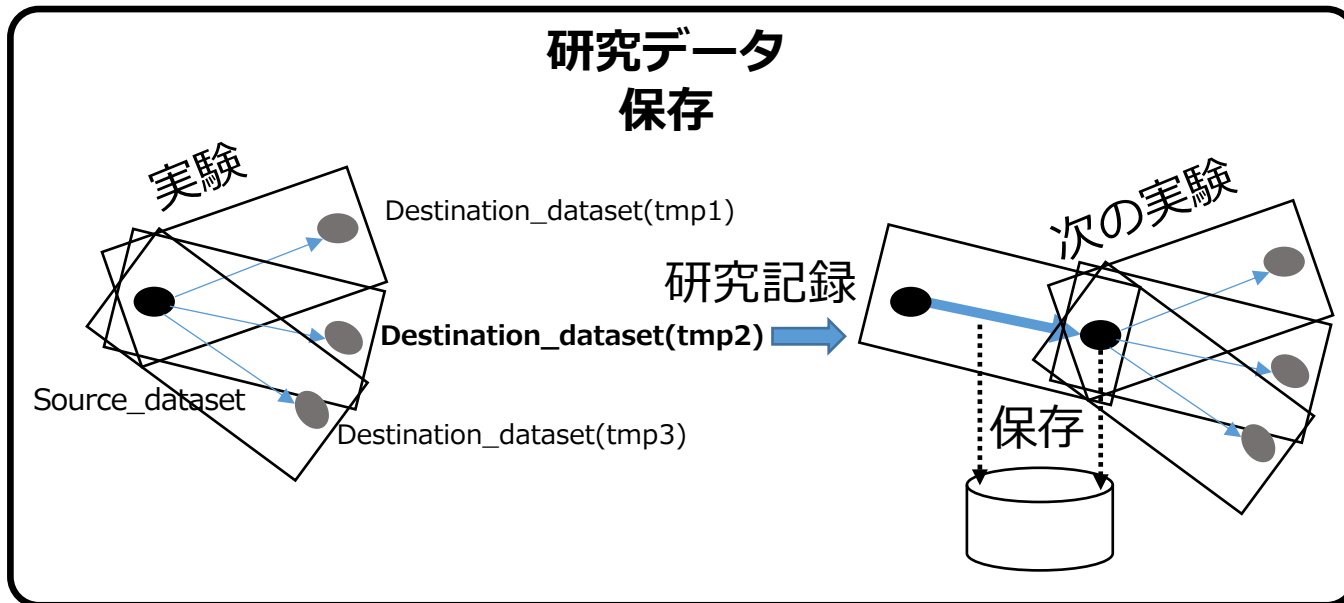 研究データ
保存
実験
Destination_dataset(tmp1)
Destination_dataset(tmp2)
Source_dataset
Destination_dataset(tmp3)
研究記録
次の実験
保存